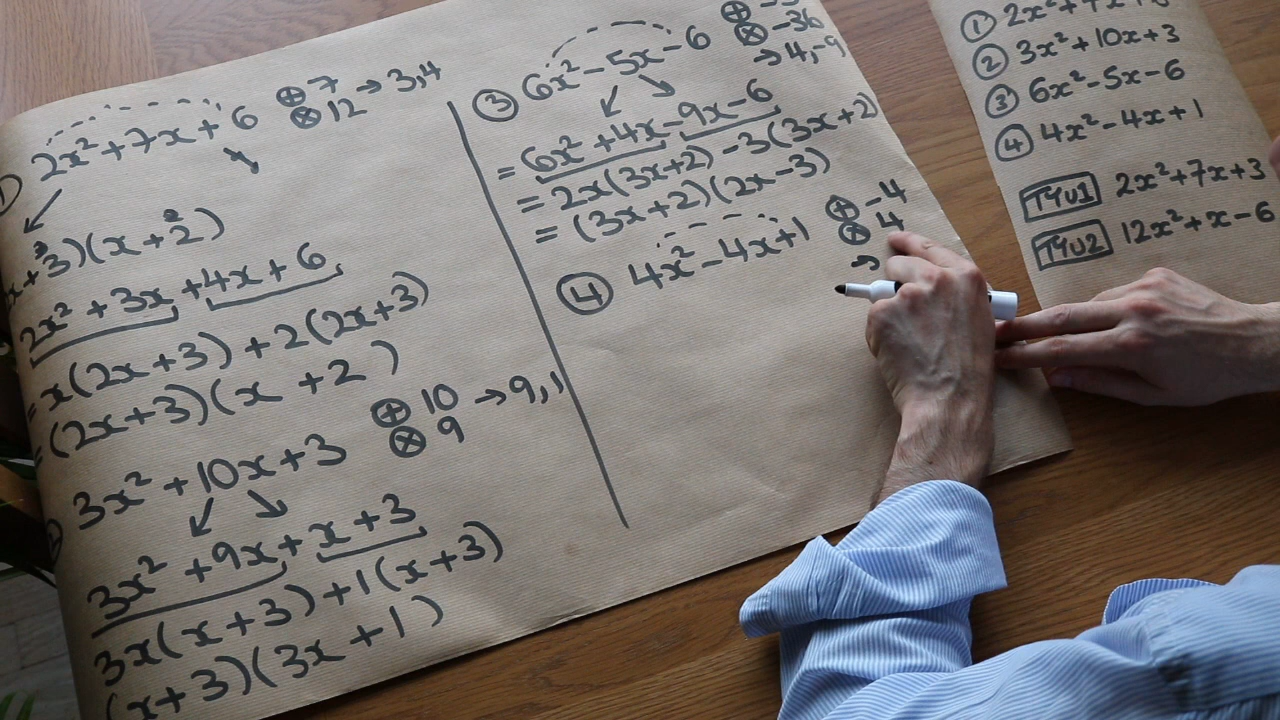 ① 2x² + 7x + 6 ⊕ 7
⊗ 12 → 3, 4
3)(x + 2)
2x² + 3x + 4x + 6
= x(2x + 3) + 2(2x + 3)
= (2x + 3)(x + 2)
3x² + 10x + 3 ⊕ 10 → 9, 1
⊗ 9
3x² + 9x + x + 3
3x(x + 3) + 1(x + 3)
(x + 3)(3x + 1)
③ 6x² - 5x - 6 ⊕ -5
⊗ -36
→ 4, -9
= 6x² + 4x - 9x - 6
= 2x(3x + 2) - 3(3x + 2)
= (3x + 2)(2x - 3)
④ 4x² - 4x + 1 ⊕ -4
⊗ 4
→
① 2x² + 7x + 6
② 3x² + 10x + 3
③ 6x² - 5x - 6
④ 4x² - 4x + 1
TYU1 2x² + 7x + 3
TYU2 12x² + x - 6